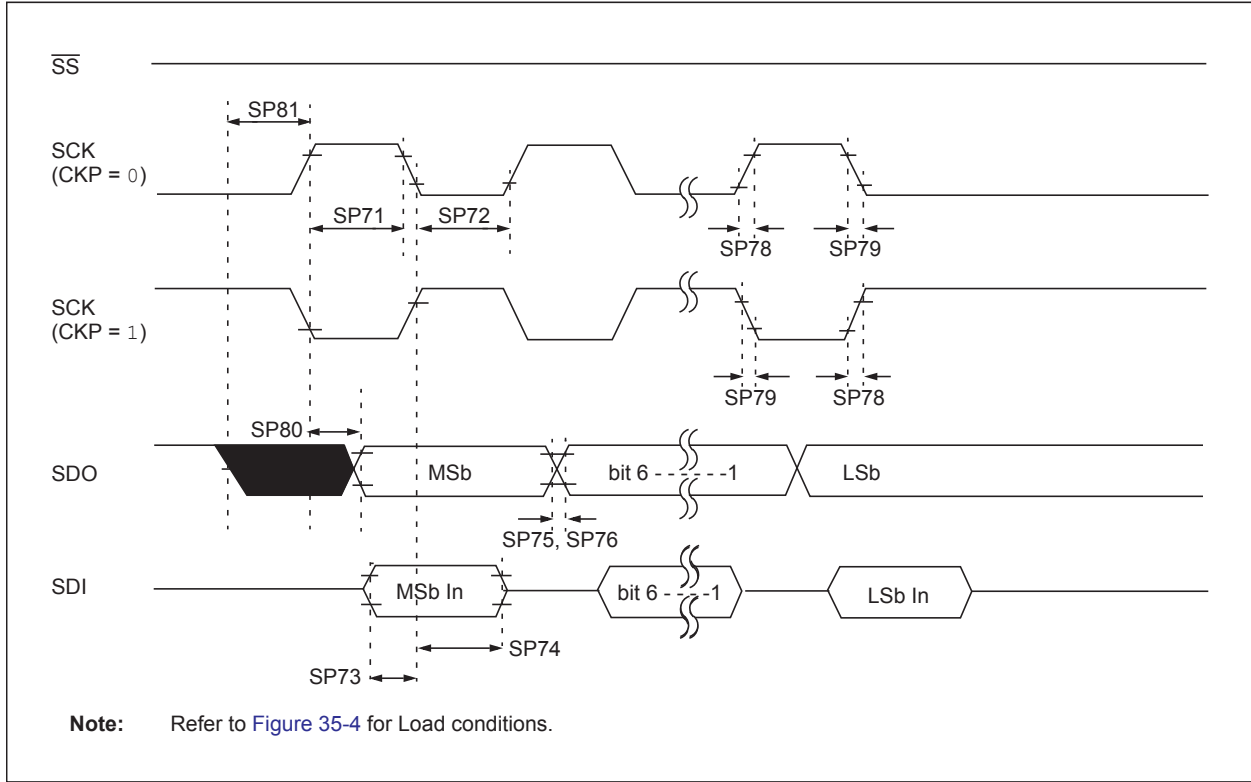 SS
SP81
SCK
(CKP = 0)
SP71
SP72
SP78
SP79
SCK
(CKP = 1)
SP79
SP78
SP80
SDO
MSb
bit 6 - - - - - -1
LSb
SP75, SP76
SDI
MSb In
bit 6 - - - - -1
LSb In
SP74
SP73
Note: Refer to Figure 35-4 for Load conditions.